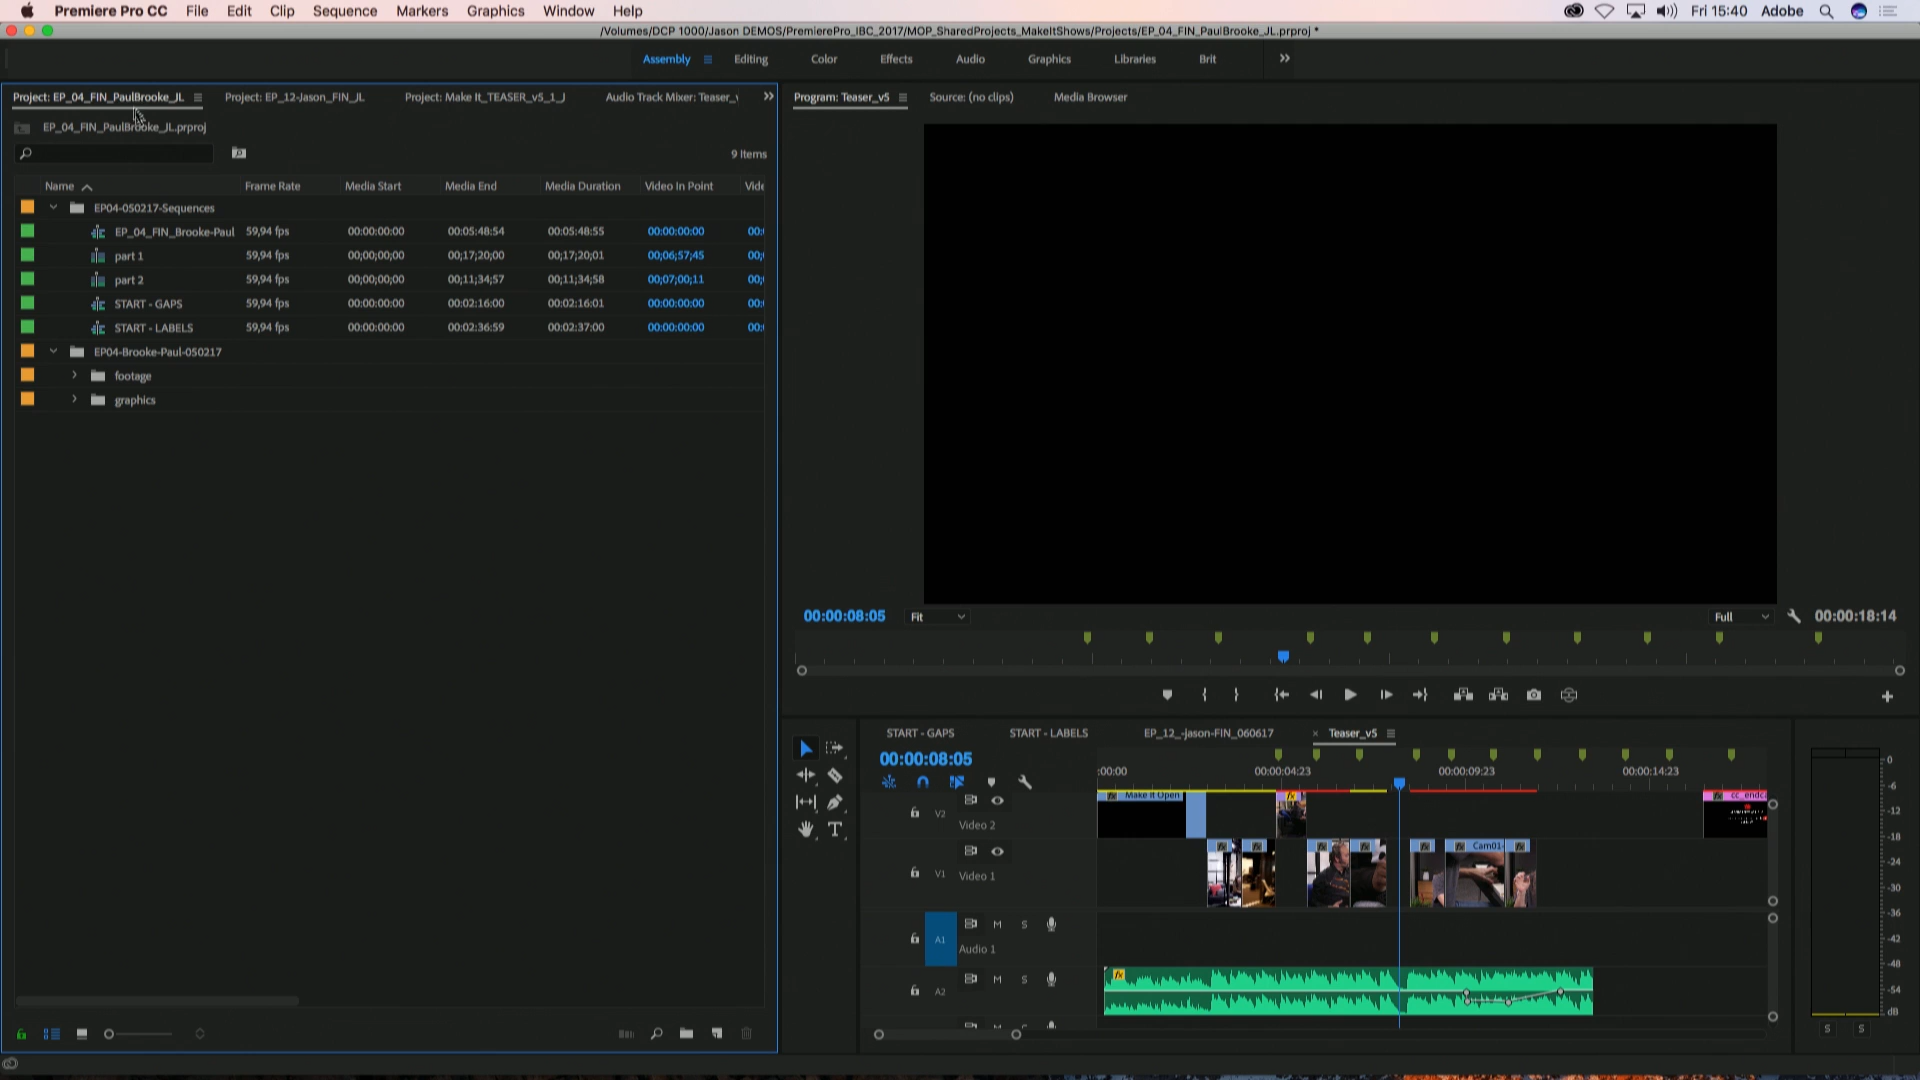 Premiere Pro CC File Edit Clip Sequence Markers Graphics Window Help Fri 15:40 Adobe
/Volumes/DCP 1000/Jason DEMOS/PremierePro_IBC_2017/MOP_SharedProjects_MakeItShows/Projects/EP_04_FIN_PaulBrooke_JL.prproj *
Assembly Editing Color Effects Audio Graphics Libraries Brit
Project: EP_04_FIN_PaulBrooke_JL Project: EP_12-Jason_FIN_JL Project: Make It_TEASER_v5_1_J Audio Track Mixer: Teaser_v
Program: Teaser_v5 Source: (no clips) Media Browser
EP_04_FIN_PaulBrooke_JL.prproj
9 Items
Name Frame Rate Media Start Media End Media Duration Video In Point Vide
EP04-050217-Sequences
EP_04_FIN_Brooke-Paul 59,94 fps 00:00:00:00 00:05:48:54 00:05:48:55 00:00:00:00 00:
part 1 59,94 fps 00;00;00;00 00;17;20;00 00;17;20;01 00;06;57;45 00;
part 2 59,94 fps 00;00;00;00 00;11;34;57 00;11;34;58 00;07;00;11 00;
START - GAPS 59,94 fps 00:00:00:00 00:02:16:00 00:02:16:01 00:00:00:00 00:
START - LABELS 59,94 fps 00:00:00:00 00:02:36:59 00:02:37:00 00:00:00:00 00:
EP04-Brooke-Paul-050217
footage
graphics
00:00:08:05 Fit Full 00:00:18:14
START - GAPS START - LABELS EP_12_-jason-FIN_060617 × Teaser_v5
00:00:08:05
:00:00 00:00:04:23 00:00:09:23 00:00:14:23
fx Make It Open fx fx cc_endc
V2 Video 2
fx fx fx fx fx fx Cam01- fx
V1 Video 1
A1 M S
Audio 1
A2 M S
fx
M S
T
0
-6
-12
-18
-24
-30
-36
-42
-48
-54
dB
S S